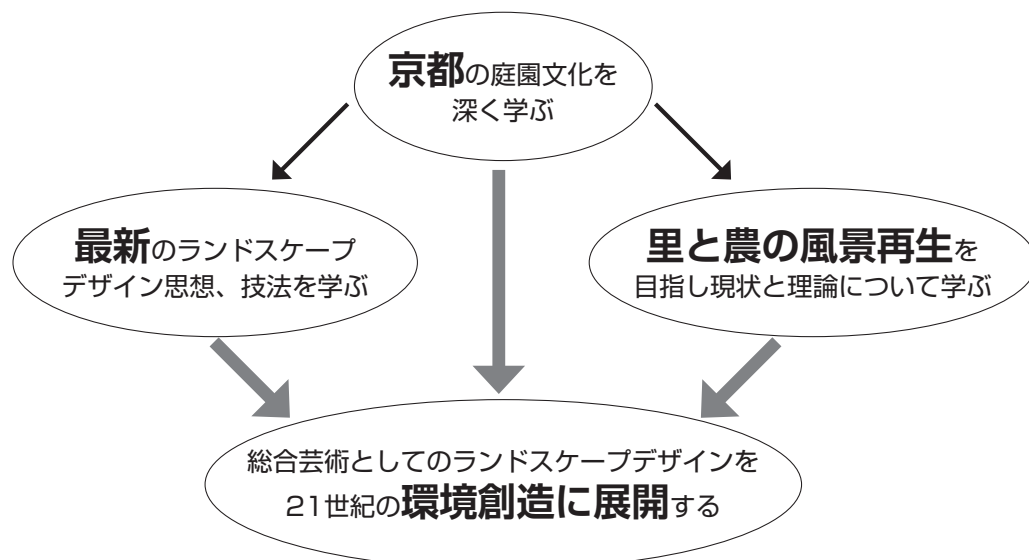 京都の庭園文化を
深く学ぶ
最新のランドスケープ
デザイン思想、技法を学ぶ
里と農の風景再生を
目指し現状と理論について学ぶ
総合芸術としてのランドスケープデザインを
21世紀の環境創造に展開する